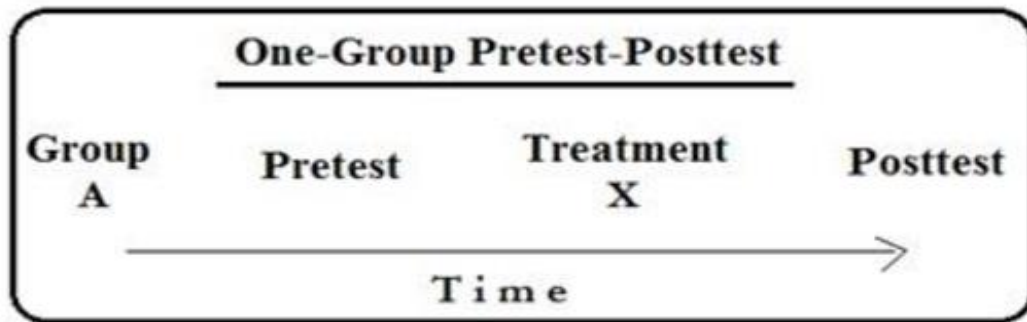 One-Group Pretest-Posttest
Group Pretest Treatment Posttest
A X
Time